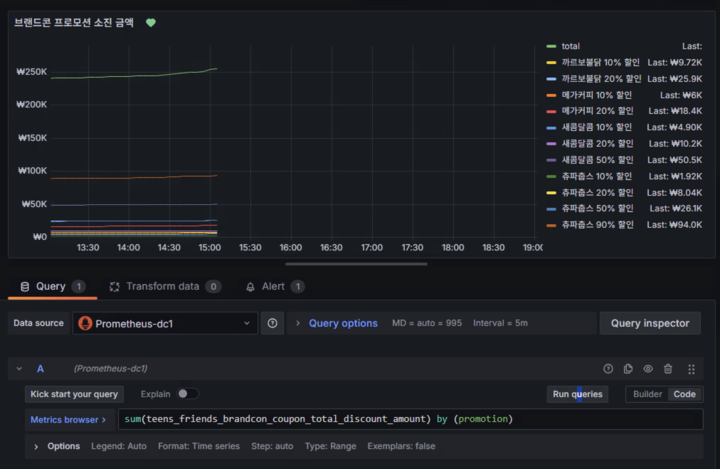 브랜드콘 프로모션 소진 금액
₩250K
₩200K
₩150K
₩100K
₩50K
₩0
13:30 14:00 14:30 15:00 15:30 16:00 16:30 17:00 17:30 18:00 18:30 19:00
total Last:
까르보불닭 10% 할인 Last: ₩9.72K
까르보불닭 20% 할인 Last: ₩25.9K
메가커피 10% 할인 Last: ₩6K
메가커피 20% 할인 Last: ₩18.4K
새콤달콤 10% 할인 Last: ₩4.90K
새콤달콤 20% 할인 Last: ₩10.2K
새콤달콤 50% 할인 Last: ₩50.5K
츄파춥스 10% 할인 Last: ₩1.92K
츄파춥스 20% 할인 Last: ₩8.04K
츄파춥스 50% 할인 Last: ₩26.1K
츄파춥스 90% 할인 Last: ₩94.0K
Query 1 Transform data 0 Alert 1
Data source Prometheus-dc1 Query options MD = auto = 995 Interval = 5m Query inspector
A (Prometheus-dc1)
Kick start your query Explain Run queries Builder Code
Metrics browser > sum(teens_friends_brandcon_coupon_total_discount_amount) by (promotion)
Options Legend: Auto Format: Time series Step: auto Type: Range Exemplars: false